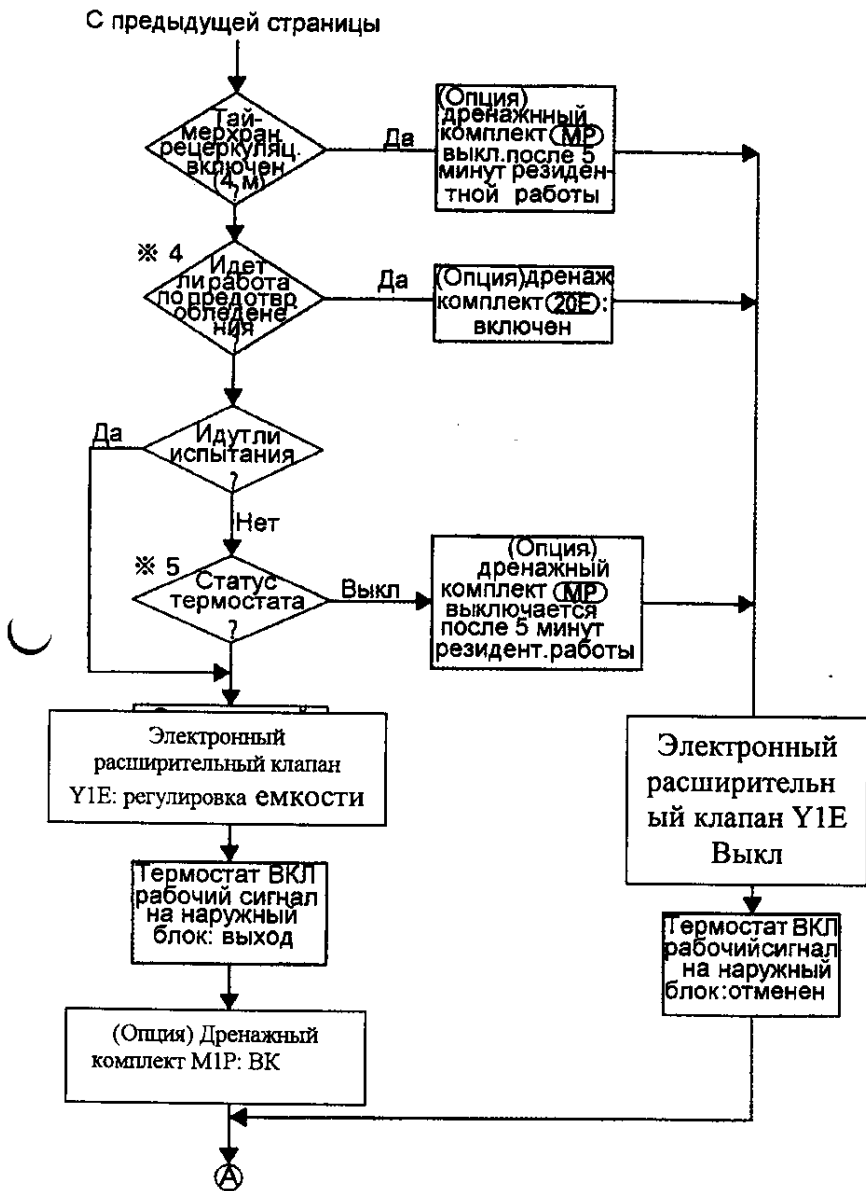 С предыдущей страницы
Тай-
мерхран
рецеркуляц.
включен
(4 м)
?
Да
(Опция)
дренажнный
комплект MP
выкл.после 5
минут резиден-
тной работы
※ 4
Идет
ли работа
по предотвр.
обледене
ния
?
Да
(Опция)дренаж
комплект 20E :
включен
Да
Идутли
испытания
?
Нет
※ 5
Статус
термостата
?
Выкл
(Опция)
дренажный
комплект MP
выключается
после 5 минут
резидент.работы
Электронный
расширительный клапан
Y1E: регулировка емкости
Электронный
расширительн
ый клапан Y1E
Выкл
Термостат ВКЛ
рабочий сигнал
на наружный
блок: выход
Термостат ВКЛ
рабочийсигнал
на наружный
блок:отменен
(Опция) Дренажный
комплект M1P: ВК
A